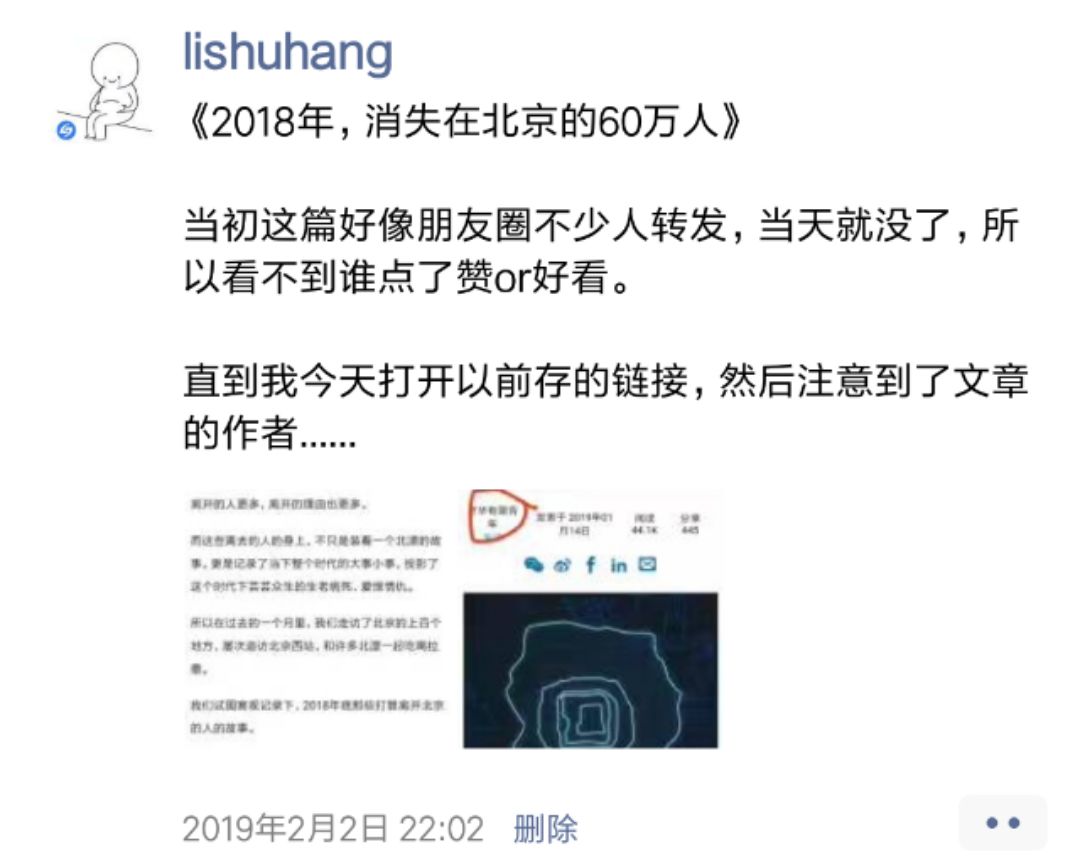 lishuhang
《2018年，消失在北京的60万人》
当初这篇好像朋友圈不少人转发，当天就没了，所
以看不到谁点了赞or好看。
直到我今天打开以前存的链接，然后注意到了文章
的作者......
离开的人更多，离开的理由也更多。
而这些离去的人的身上，不只是装着一个北漂的故
事，更是记录了当下整个时代的大事小事，投影了
这个时代下芸芸众生的生老病死、爱恨情仇。
所以在过去的一个月里，我们走访了北京的上百个
地方，屡次造访北京西站，和许多北漂一起吃兰拉
我们试图客观记录下，2018年底那些打算离开北京
的人的故事。
年
发表于 2019年01
月14日
阅读
44.1K
分享
445
f in
2019年2月2日 22:02 删除